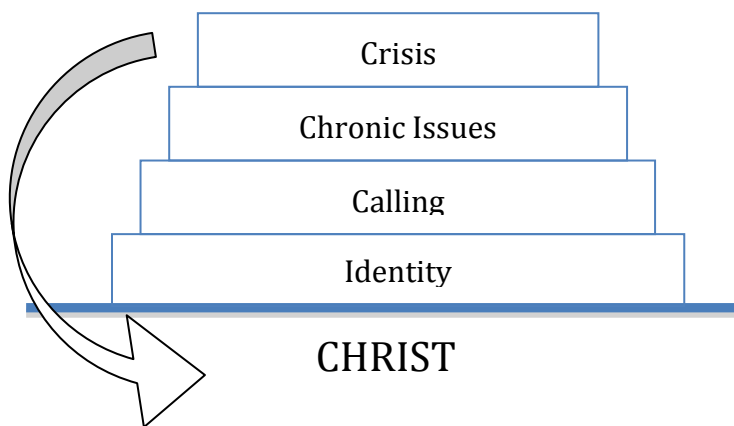 Crisis
Chronic Issues
Calling
Identity
CHRIST